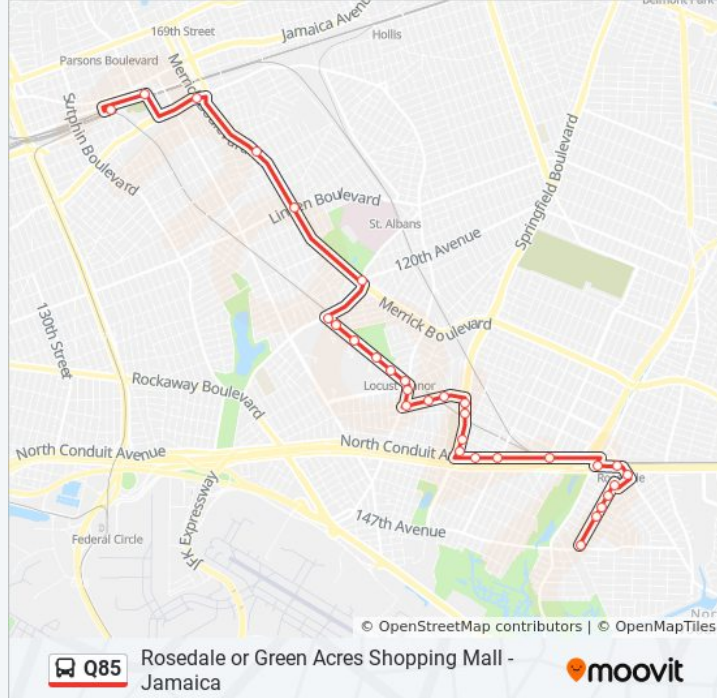 Belmont Park
169th Street
Jamaica Avenue
Hollis
Parsons Boulevard
Merrick Boulevard
Sutphin Boulevard
Linden Boulevard
St. Albans
Springfield Boulevard
120th Avenue
Merrick Boulevard
130th Street
Rockaway Boulevard
Locust Manor
North Conduit Avenue
North Conduit A
Rosedale
JFK Expressway
147th Avenue
Federal Circle
© OpenStreetMap contributors | © OpenMapTiles
Q85
Rosedale or Green Acres Shopping Mall -
Jamaica
moovit